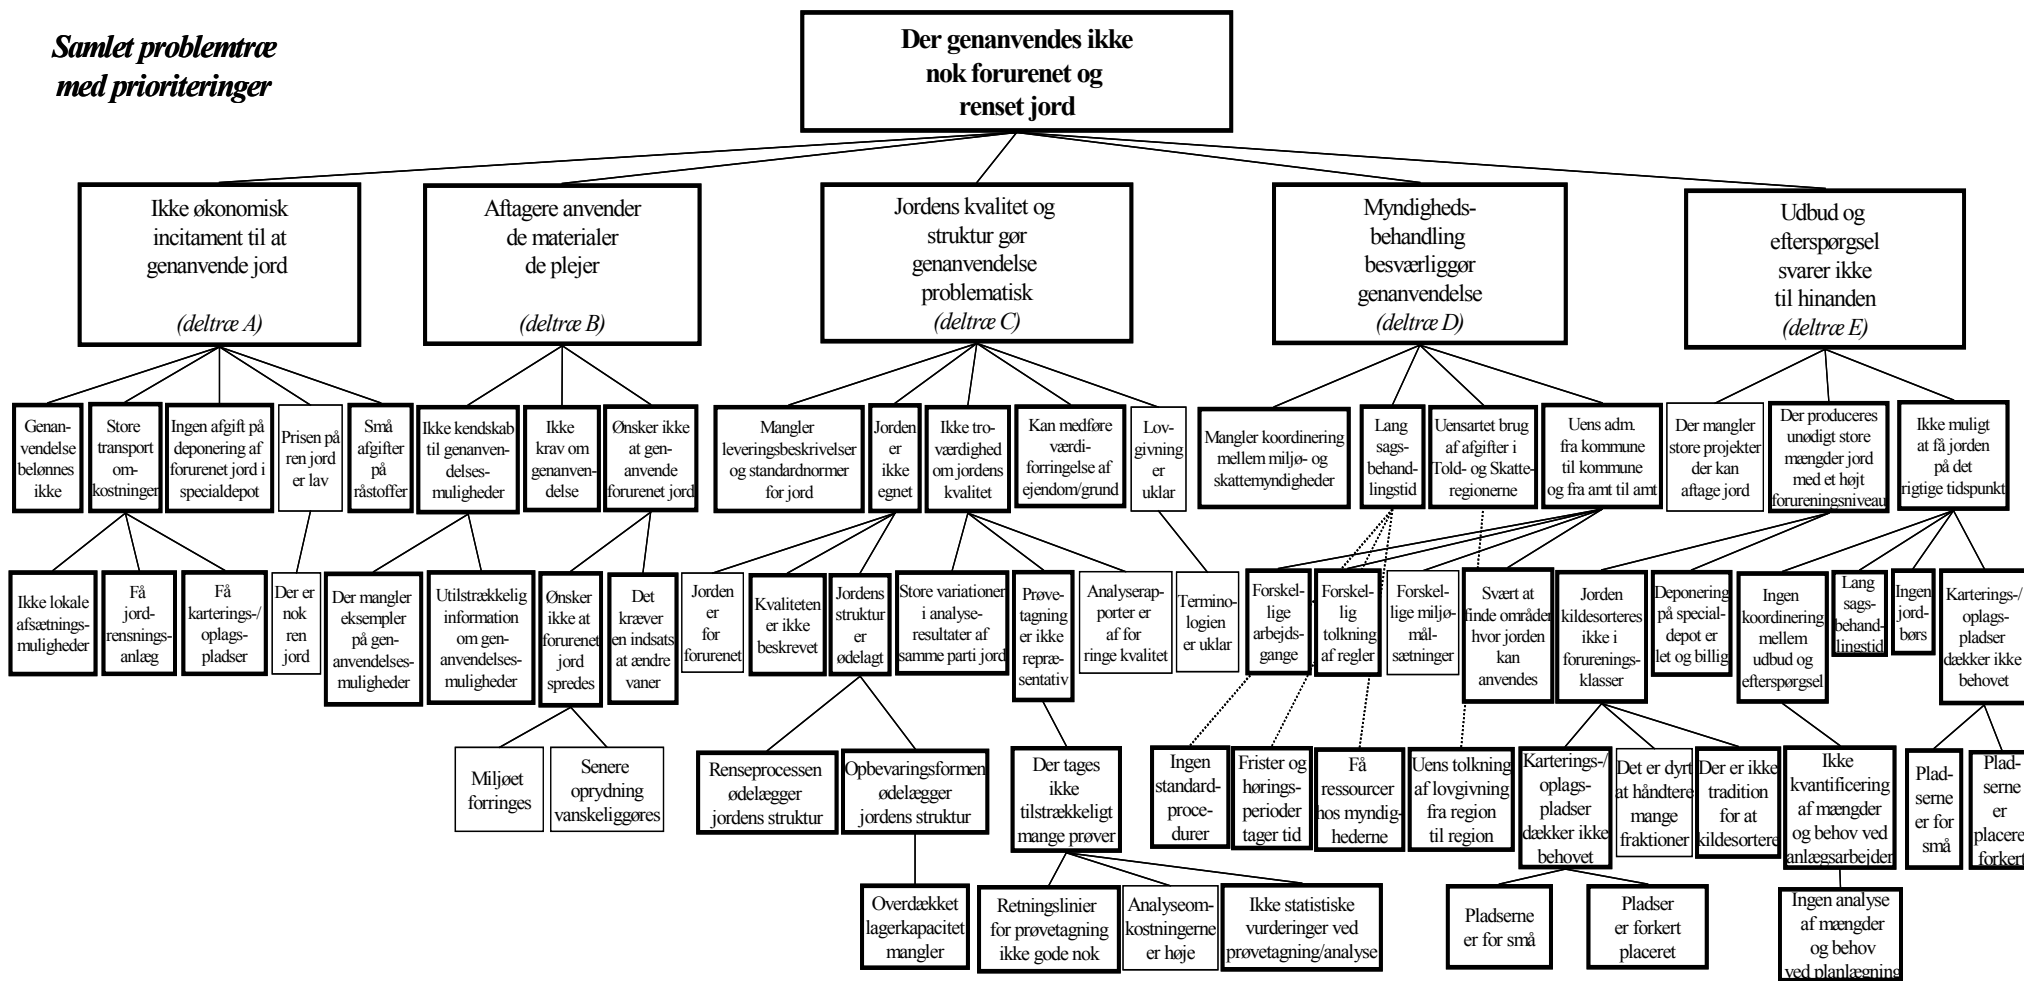 Samlet problemtræ
med prioriteringer
Der genanvendes ikke
nok forurenet og
renset jord
Ikke økonomisk
incitament til at
genanvende jord
(deltræ A)
Aftagere anvender
de materialer
de plejer
(deltræ B)
Jordens kvalitet og
struktur gør
genanvendelse
problematisk
(deltræ C)
Myndigheds-
behandling
besværliggør
genanvendelse
(deltræ D)
Udbud og
efterspørgsel
svarer ikke
til hinanden
(deltræ E)
Genan-
vendelse
belønnes
ikke
Store
transport
om-
kostninger
Ingen afgift på
deponering af
forurenet jord i
specialdepot
Prisen på
ren jord
er lav
Små
afgifter
på
råstoffer
Ikke kendskab
til genanven-
delses-
muligheder
Ikke
krav om
genanven-
delse
Ønsker ikke
at gen-
anvende
forurenet jord
Mangler
leveringsbeskrivelser
og standardnormer
for jord
Jorden
er
ikke
egnet
Ikke tro-
værdighed
om jordens
kvalitet
Kan medføre
værdi-
forringelse af
ejendom/grund
Lov-
givning
er
uklar
Mangler koordinering
mellem miljø- og
skattemyndigheder
Lang
sags-
behand-
lingstid
Uensartet brug
af afgifter i
Told- og Skatte-
regionerne
Uens adm.
fra kommune
til kommune
og fra amt til amt
Der mangler
store projekter
der kan
aftage jord
Der produceres
unødigt store
mængder jord
med et højt
forureningsniveau
Ikke muligt
at få jorden
på det
rigtige tidspunkt
Ikke lokale
afsætnings-
muligheder
Få
jord-
rensnings-
anlæg
Få
karterings-/
oplags-
pladser
Der er
nok
ren
jord
Der mangler
eksempler
på gen-
anvendelses-
muligheder
Utilstrækkelig
information
om gen-
anvendelses-
muligheder
Ønsker
ikke at
forurenet
jord
spredes
Det
kræver
en indsats
at ændre
vaner
Jorden
er
for
forurenet
Kvaliteten
er ikke
beskrevet
Jordens
struktur
er
ødelagt
Store variationer
i analyse-
resultater af
samme parti jord
Prøve-
tagning
er ikke
repræ-
sentativ
Analyserap-
porter er
af for
ringe kvalitet
Termino-
logien
er uklar
Forskel-
lige
arbejds-
gange
Forskel-
lig
tolkning
af regler
Forskel-
lige miljø-
mål-
sætninger
Svært at
finde områder
hvor jorden
kan
anvendes
Jorden
kildesorteres
ikke i
forurenings-
klasser
Deponering
på special-
depot er
let og billig
Ingen
koordinering
mellem
udbud og
efterspørgsel
Lang
sags-
behand-
lingstid
Ingen
jord-
børs
Karterings-/
oplags-
pladser
dækker ikke
behovet
Miljøet
forringes
Senere
oprydning
vanskeliggøres
Renseprocessen
ødelægger
jordens struktur
Opbevaringsformen
ødelægger
jordens struktur
Der tages
ikke
tilstrækkeligt
mange prøver
Ingen
standard-
proce-
durer
Frister og
hørings-
perioder
tager tid
Få
ressourcer
hos myndig-
hederne
Uens tolkning
af lovgivning
fra region
til region
Karterings-/
oplags-
pladser
dækker ikke
behovet
Det er dyrt
at håndtere
mange
fraktioner
Der er ikke
tradition
for at
kildesortere
Ikke
kvantificering
af mængder
og behov ved
anlægsarbejder
Plad-
serne
er for
små
Plad-
serne
er
placeret
forkert
Overdækket
lagerkapacitet
mangler
Retningslinier
for prøvetagning
ikke gode nok
Analyseom-
kostningerne
er høje
Ikke statistiske
vurderinger ved
prøvetagning/analyse
Pladserne
er for små
Pladser
er forkert
placeret
Ingen analyse
af mængder
og behov
ved planlægning